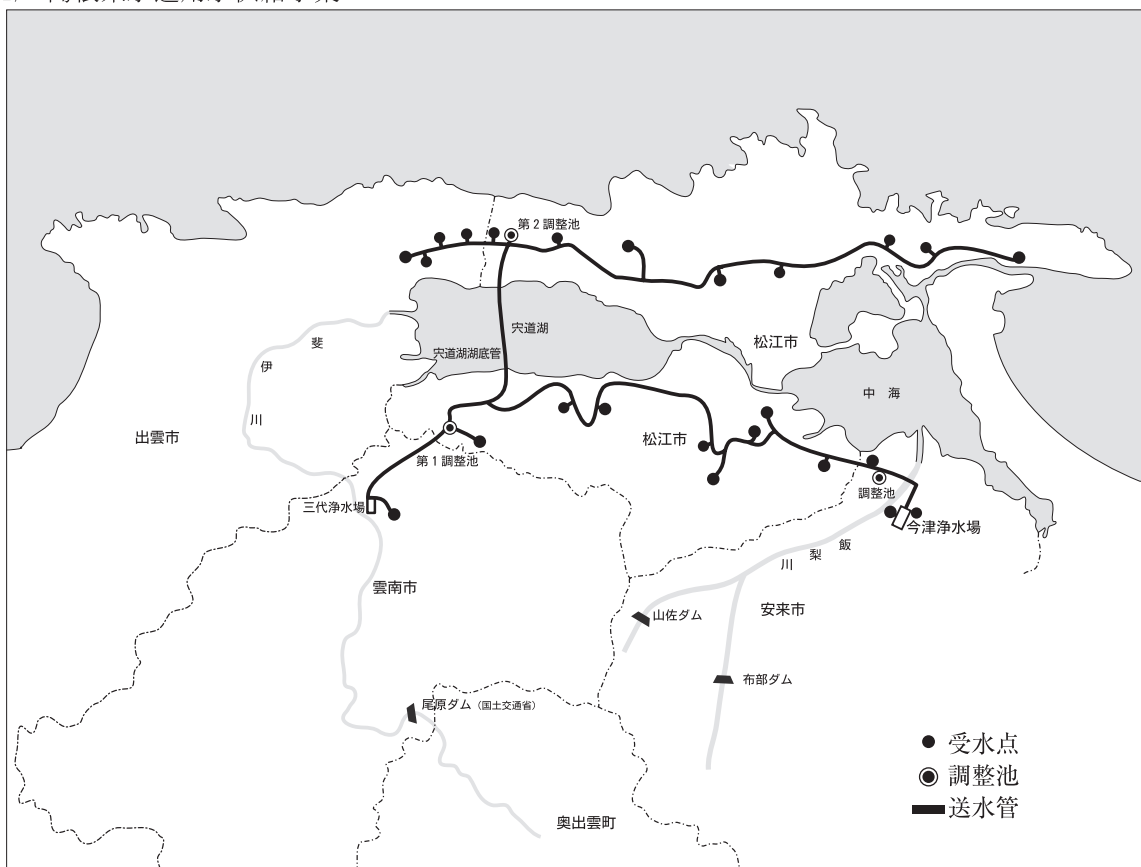 第2調整池
宍道湖
宍道湖湖底管
松江市
中海
斐伊川
出雲市
松江市
第1調整池
調整池
三代浄水場
今津浄水場
飯梨川
雲南市
安来市
山佐ダム
布部ダム
尾原ダム（国土交通省）
奥出雲町
受水点
調整池
送水管